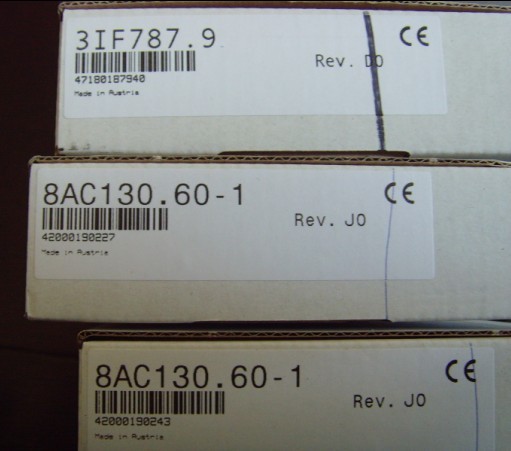 3IF787.9
CE
Rev. D0
47180187940
Made in Austria
8AC130.60-1
CE
Rev. J0
42000190227
Made in Austria
8AC130.60-1
CE
Rev. J0
42000190243
Made in Austria